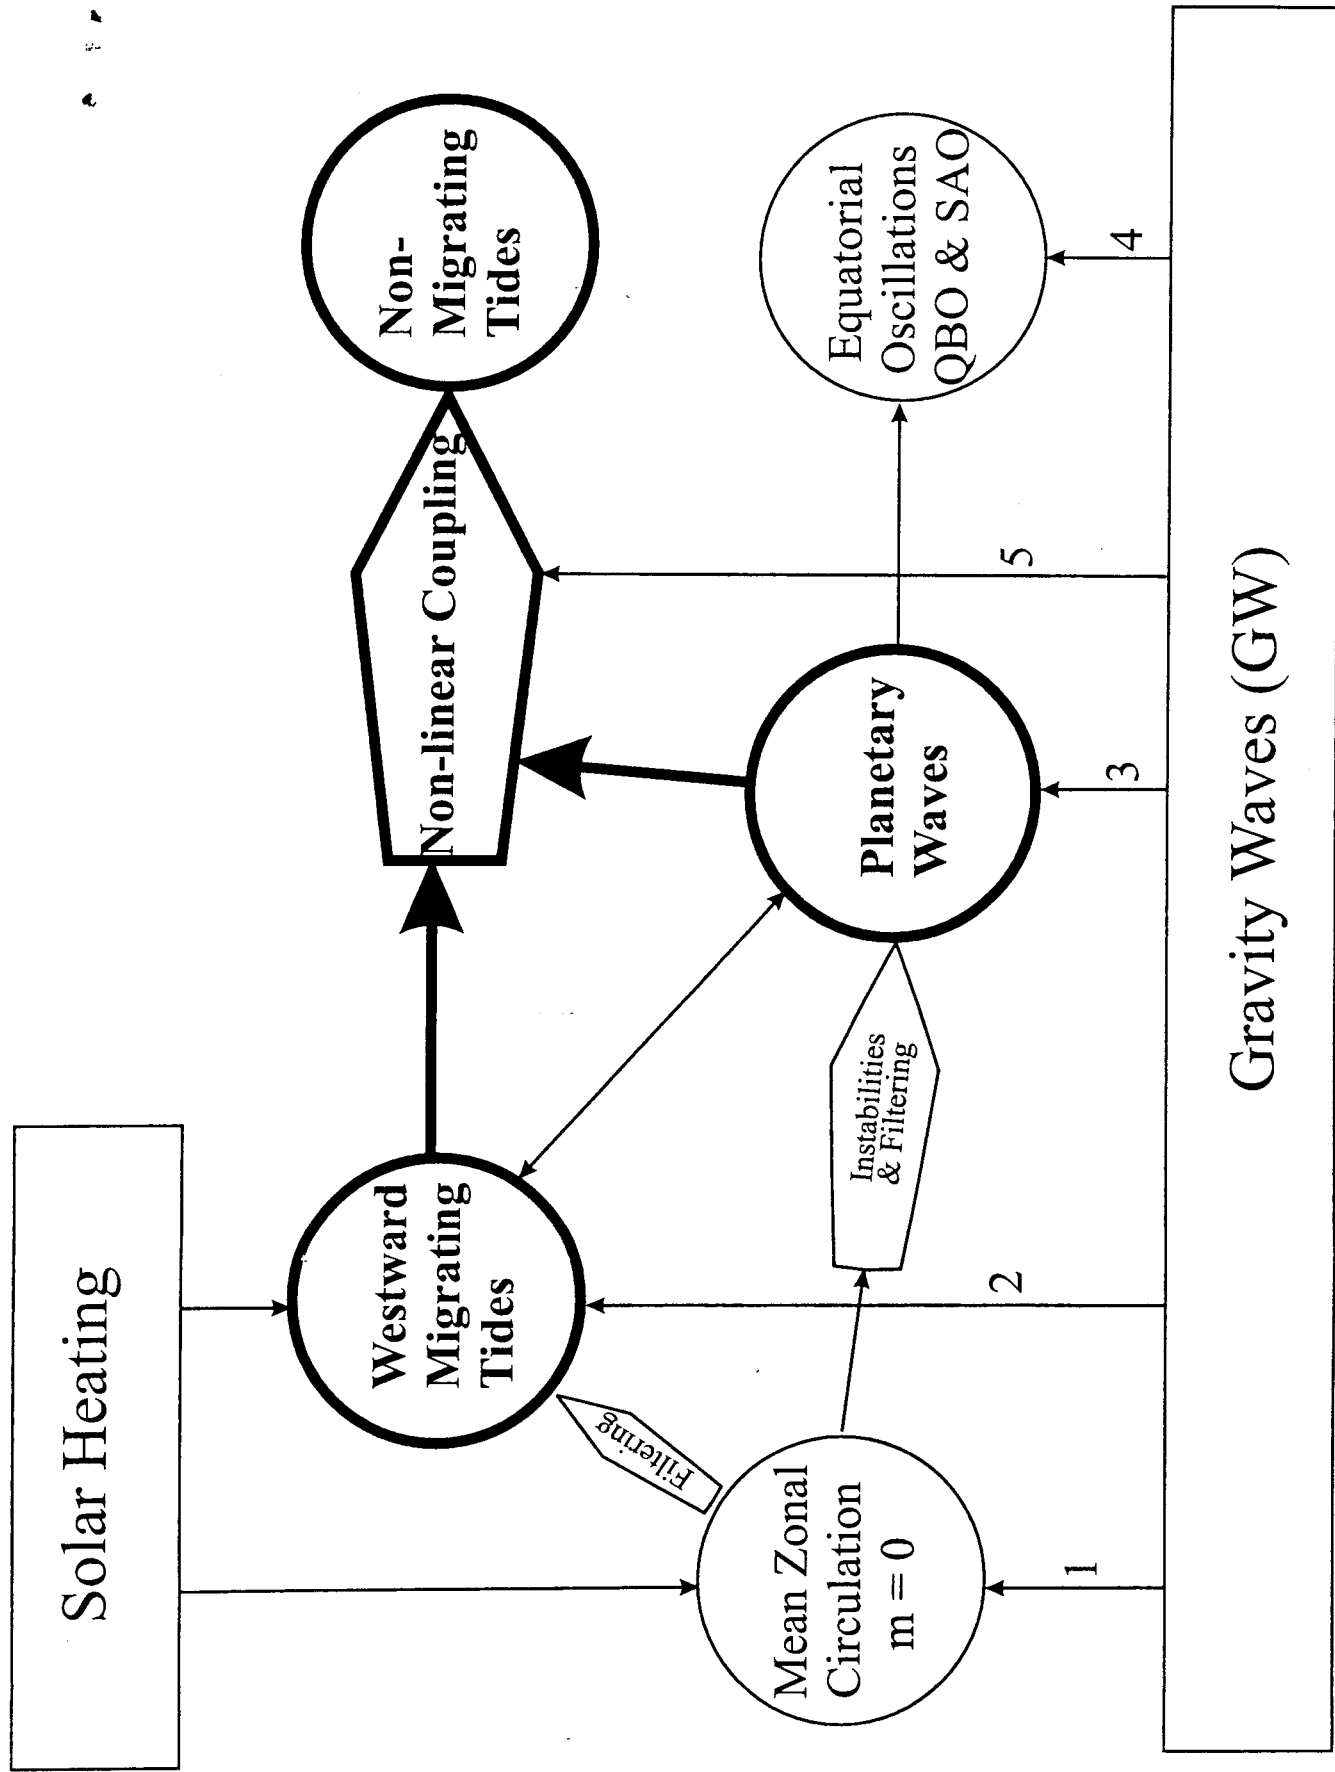 Solar Heating
Westward
Migrating
Tides
Non-linear Coupling
Non-
Migrating
Tides
Filtering
Mean Zonal
Circulation
m = 0
Instabilities
& Filtering
Planetary
Waves
Equatorial
Oscillations
QBO & SAO
1
2
3
5
4
Gravity Waves (GW)